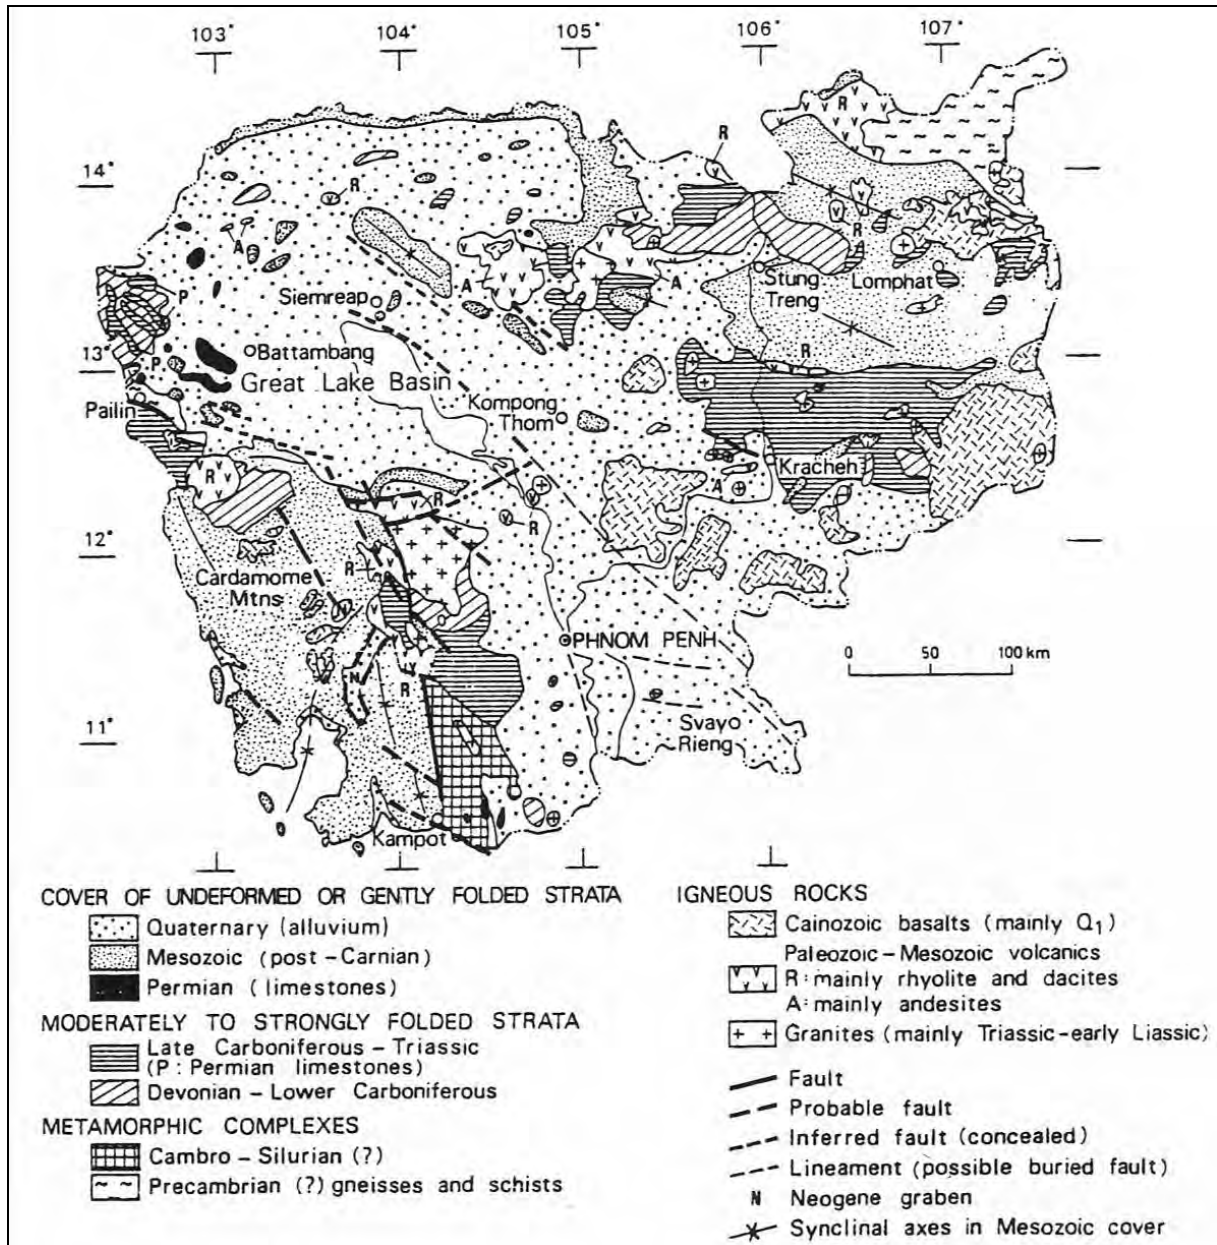 103° 104° 105° 106° 107°
R
R
14°
R
R
A
A
A
Siemreap
Stung Treng
Lomphat
P
13°
P
Battambang
R
Great Lake Basin
Pailin
Kompong Thom
Kracheh
R
A
R
R
12°
R
Cardamome Mtns
N
PHNOM PENH
0 50 100 km
N
R
11°
Svayo Rieng
Kampot
COVER OF UNDEFORMED OR GENTLY FOLDED STRATA
Quaternary (alluvium)
Mesozoic (post-Carnian)
Permian (limestones)
MODERATELY TO STRONGLY FOLDED STRATA
Late Carboniferous - Triassic
(P: Permian limestones)
Devonian - Lower Carboniferous
METAMORPHIC COMPLEXES
Cambro - Silurian (?)
Precambrian (?) gneisses and schists
IGNEOUS ROCKS
Cainozoic basalts (mainly Q₁)
Paleozoic - Mesozoic volcanics
R: mainly rhyolite and dacites
A: mainly andesites
Granites (mainly Triassic-early Liassic)
Fault
Probable fault
Inferred fault (concealed)
Lineament (possible buried fault)
N Neogene graben
Synclinal axes in Mesozoic cover